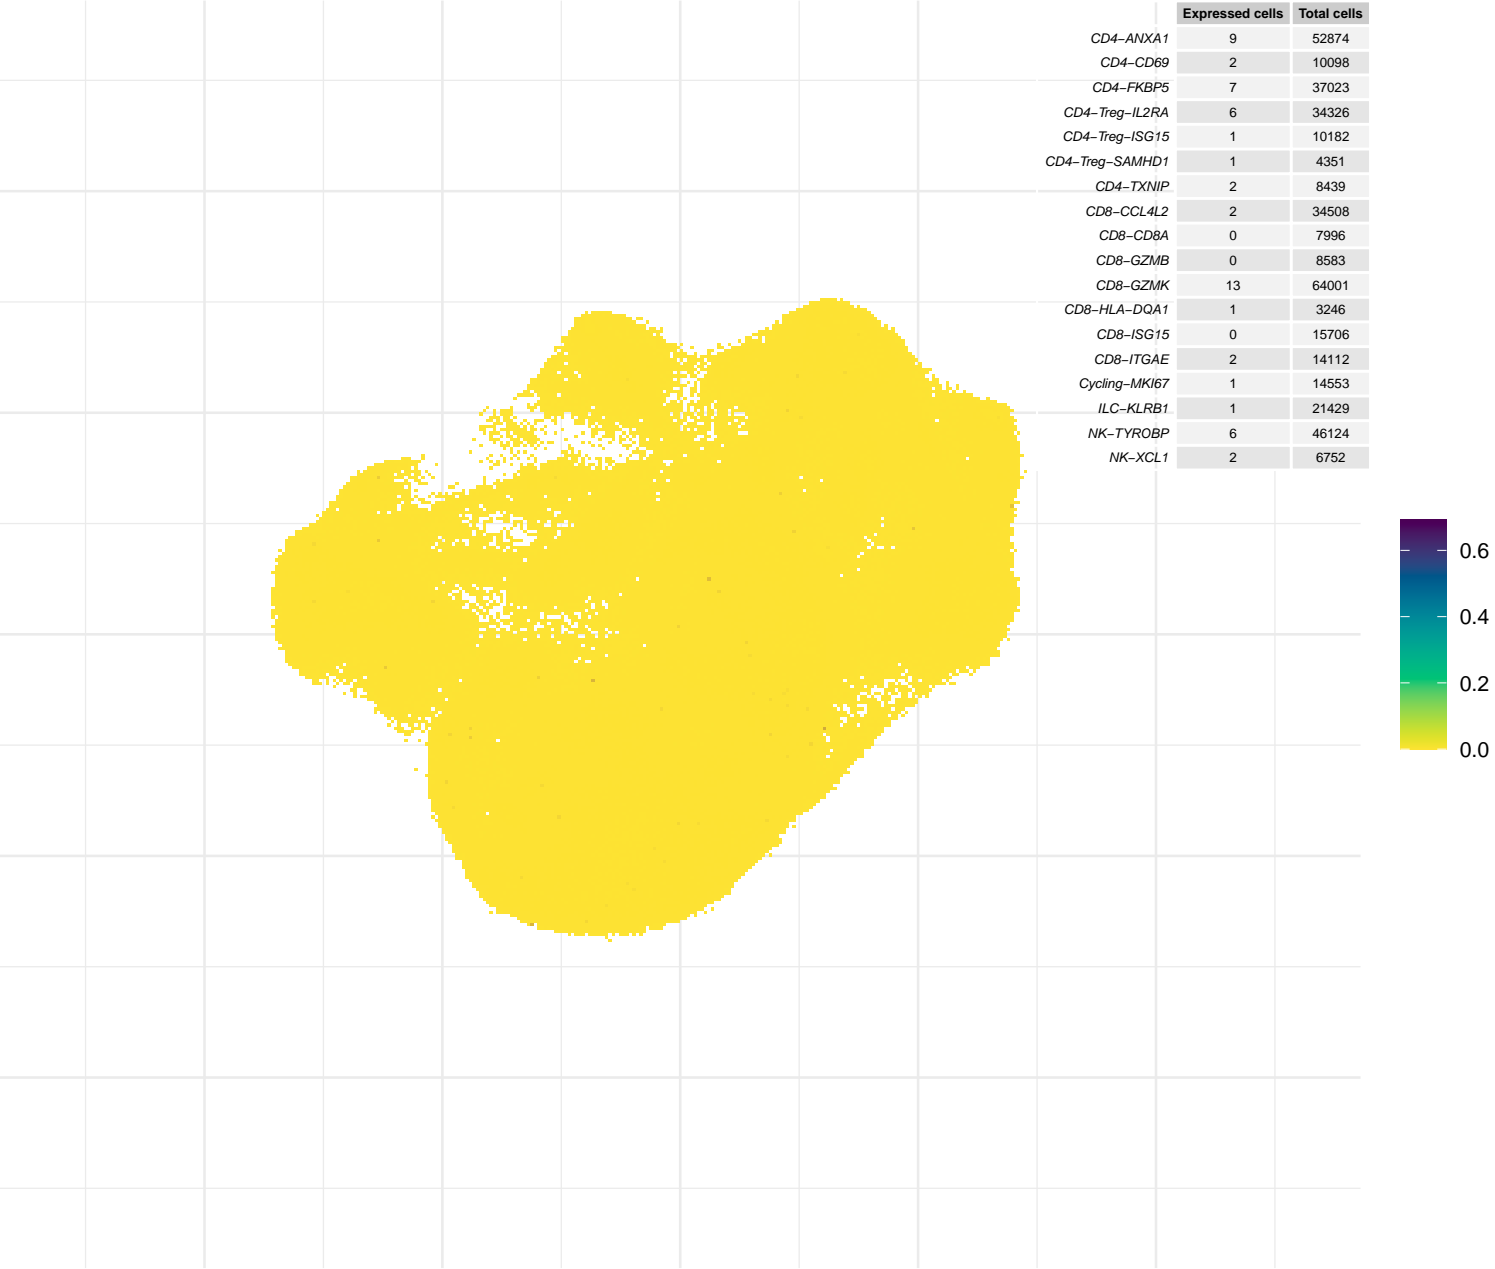 Expressed cells Total cells
CD4−ANXA1 9 52874
CD4−CD69 2 10098
CD4−FKBP5 7 37023
CD4−Treg−IL2RA 6 34326
CD4−Treg−ISG15 1 10182
CD4−Treg−SAMHD1 1 4351
CD4−TXNIP 2 8439
CD8−CCL4L2 2 34508
CD8−CD8A 0 7996
CD8−GZMB 0 8583
CD8−GZMK 13 64001
CD8−HLA−DQA1 1 3246
CD8−ISG15 0 15706
CD8−ITGAE 2 14112
Cycling−MKI67 1 14553
ILC−KLRB1 1 21429
NK−TYROBP 6 46124
NK−XCL1 2 6752
0.6
0.4
0.2
0.0